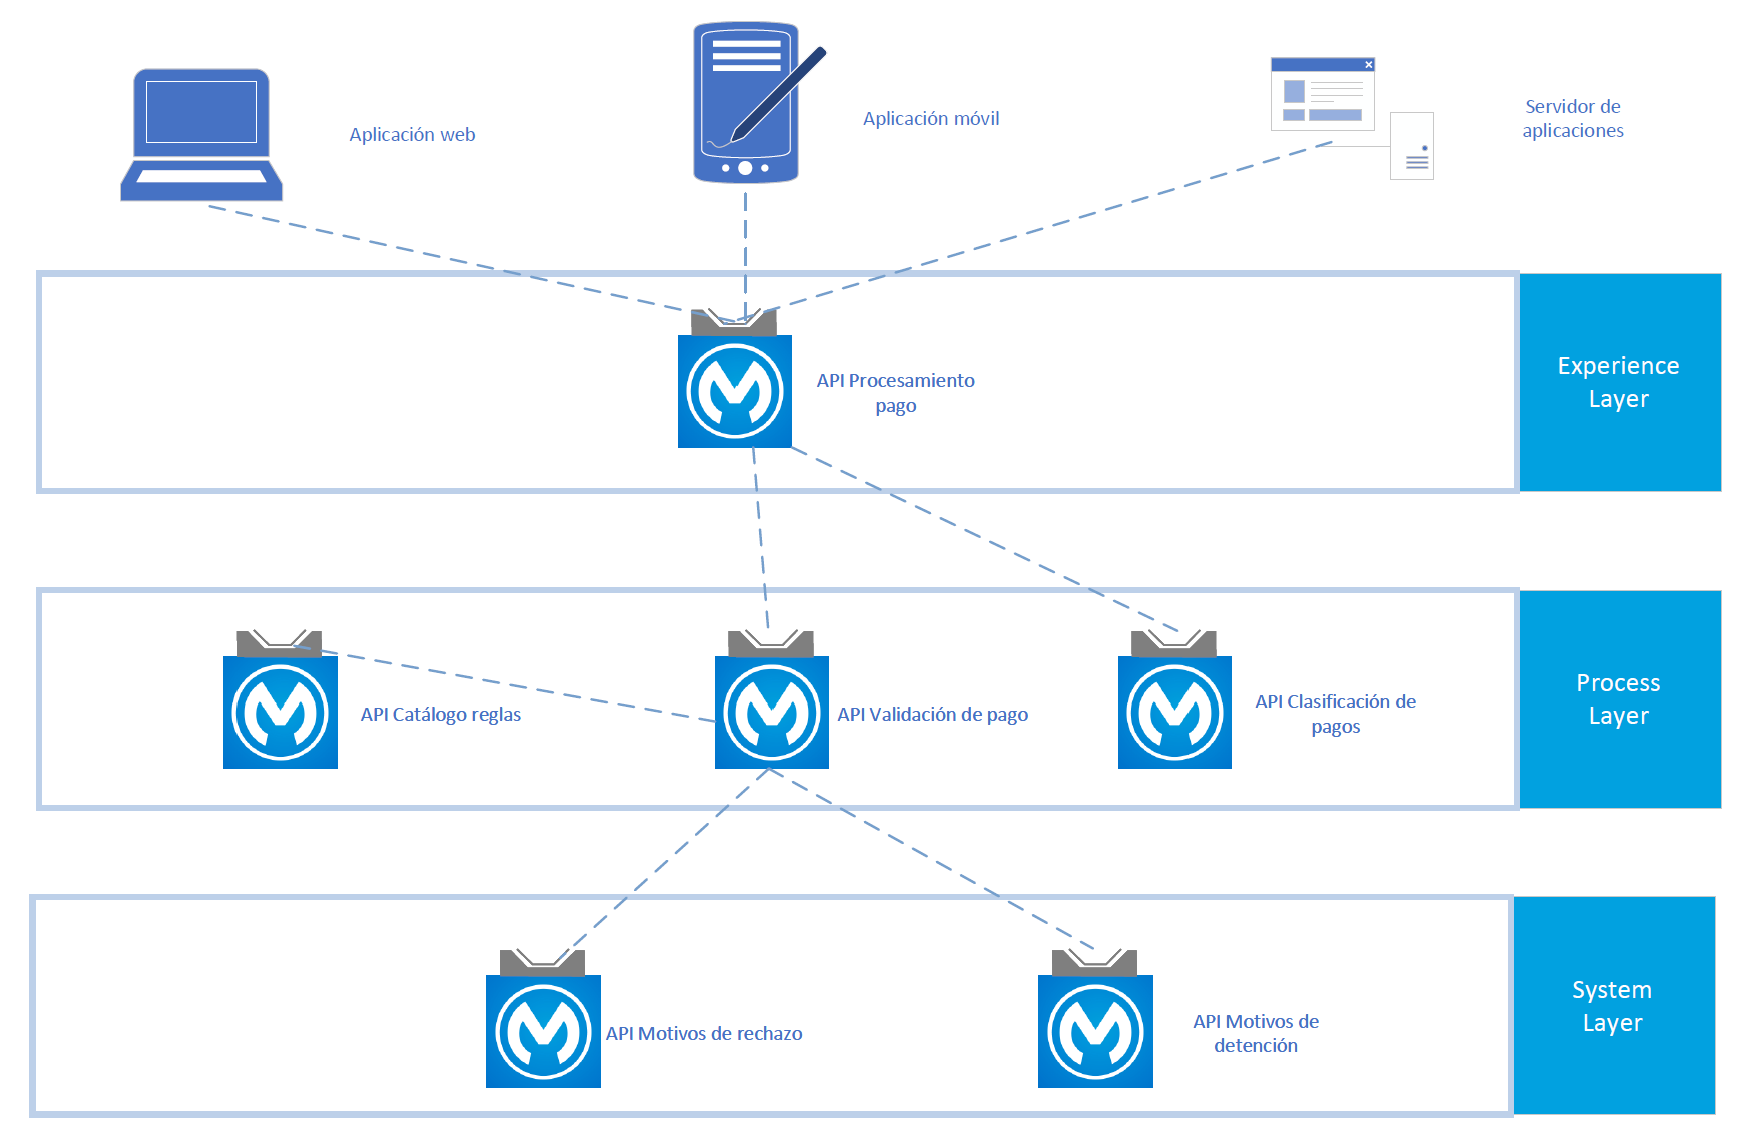 Aplicación web
Aplicación móvil
Servidor de
aplicaciones
API Procesamiento
pago
Experience
Layer
API Catálogo reglas
API Validación de pago
API Clasificación de
pagos
Process
Layer
API Motivos de rechazo
API Motivos de
detención
System
Layer